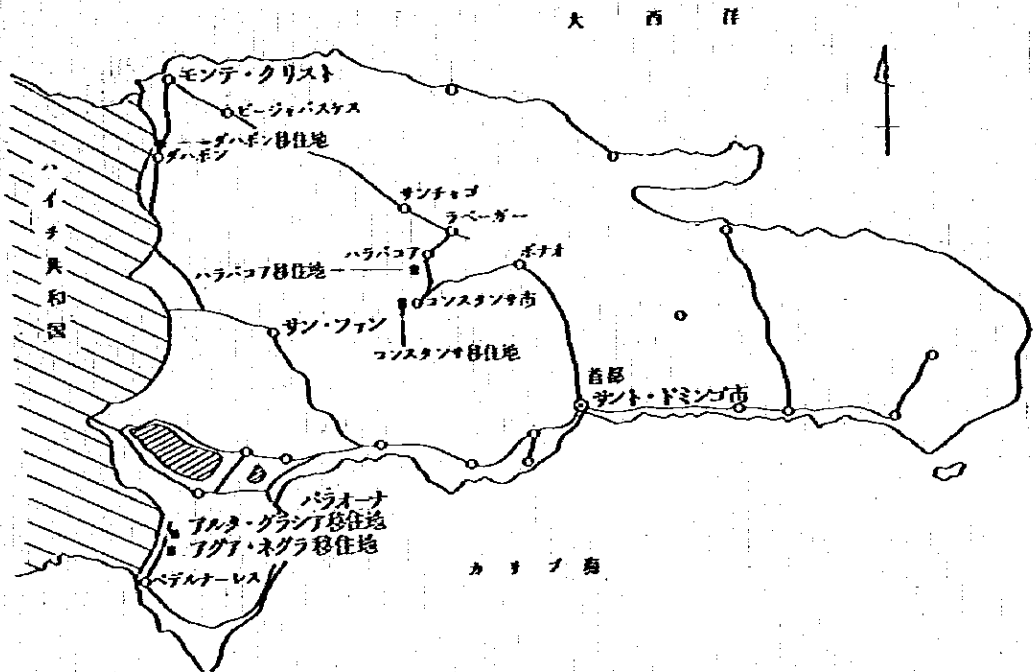 大西洋
モンテ・クリスト
ビージャバスケス
ダハボン移住地
ダハボン
ハイチ共和国
サンチャゴ
ラベーガー
ハラバコア
ボナオ
ハラバコア移住地
コンスタンサ市
サン・ファン
コンスタンサ移住地
首都
サント・ドミンゴ市
バラオーナ
アルタ・グラシア移住地
アグア・ネグラ移住地
ペデルナーレス
カリブ海